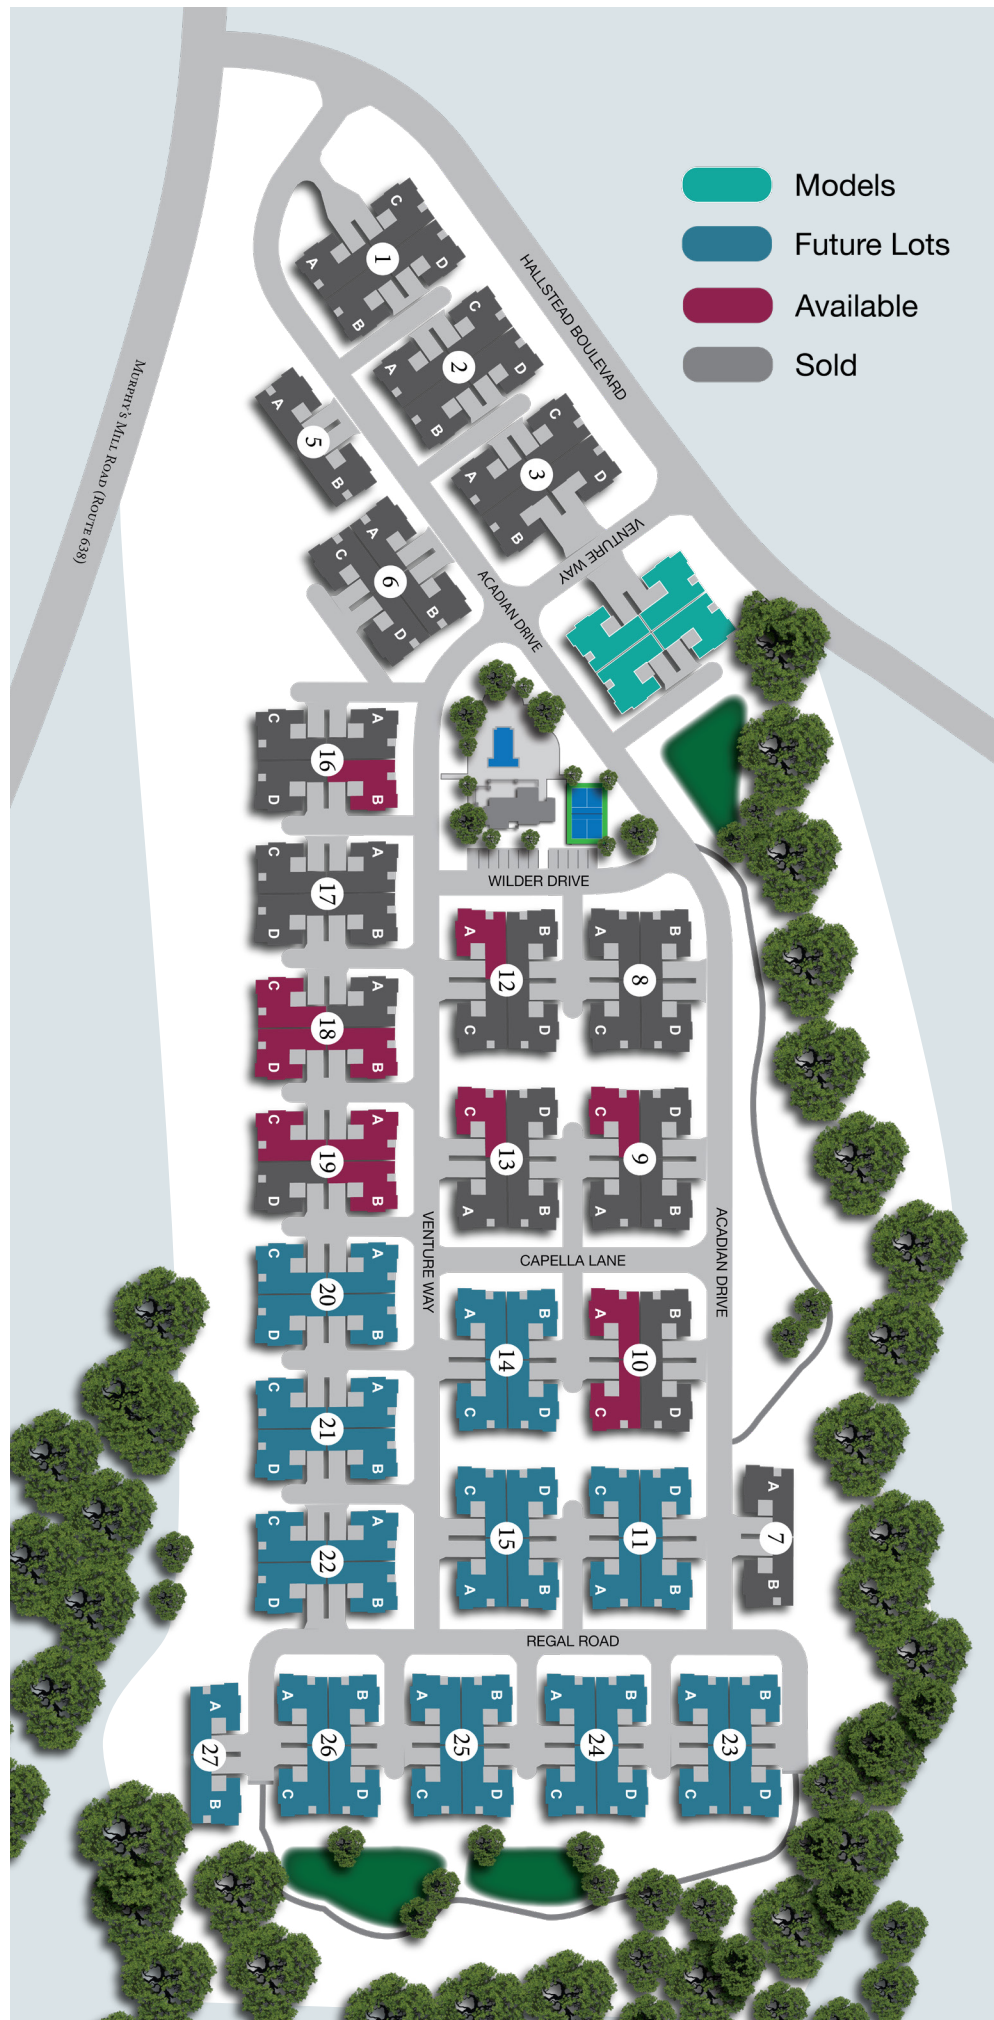 Models
Future Lots
Available
Sold
HALLSTEAD BOULEVARD
MURPHY'S MILL ROAD (ROUTE 638)
C
A
1
D
B
C
A
2
D
B
C
A
3
D
B
A
5
B
A
C
6
B
D
VENTURE WAY
ACADIAN DRIVE
C
A
16
D
B
C
A
17
D
B
WILDER DRIVE
A
B
12
C
D
A
B
8
C
D
C
A
18
D
B
C
D
13
A
B
C
D
9
A
B
C
A
19
D
B
VENTURE WAY
CAPELLA LANE
ACADIAN DRIVE
C
A
20
D
B
A
B
14
C
D
A
B
10
C
D
C
A
21
D
B
C
D
15
A
B
C
D
11
A
B
A
7
B
C
A
22
D
B
REGAL ROAD
A
27
B
A
B
26
C
D
A
B
25
C
D
A
B
24
C
D
A
B
23
C
D